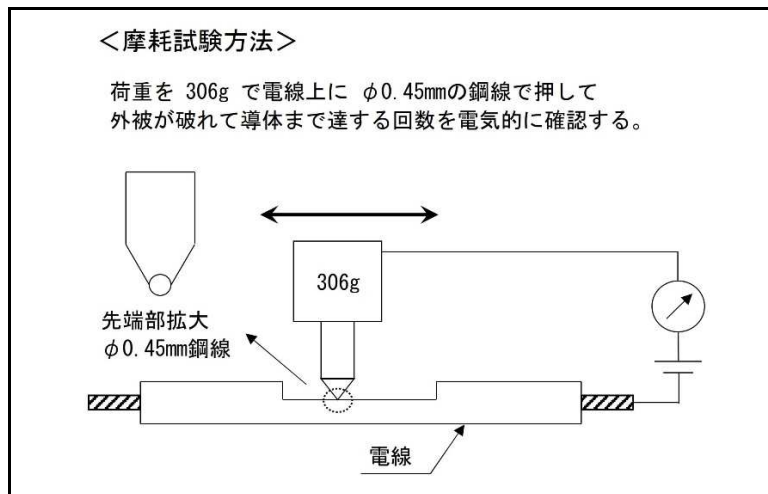 ＜摩耗試験方法＞
荷重を 306g で電線上に φ0.45mmの鋼線で押して
外被が破れて導体まで達する回数を電気的に確認する。
306g
先端部拡大
φ0.45mm鋼線
電線